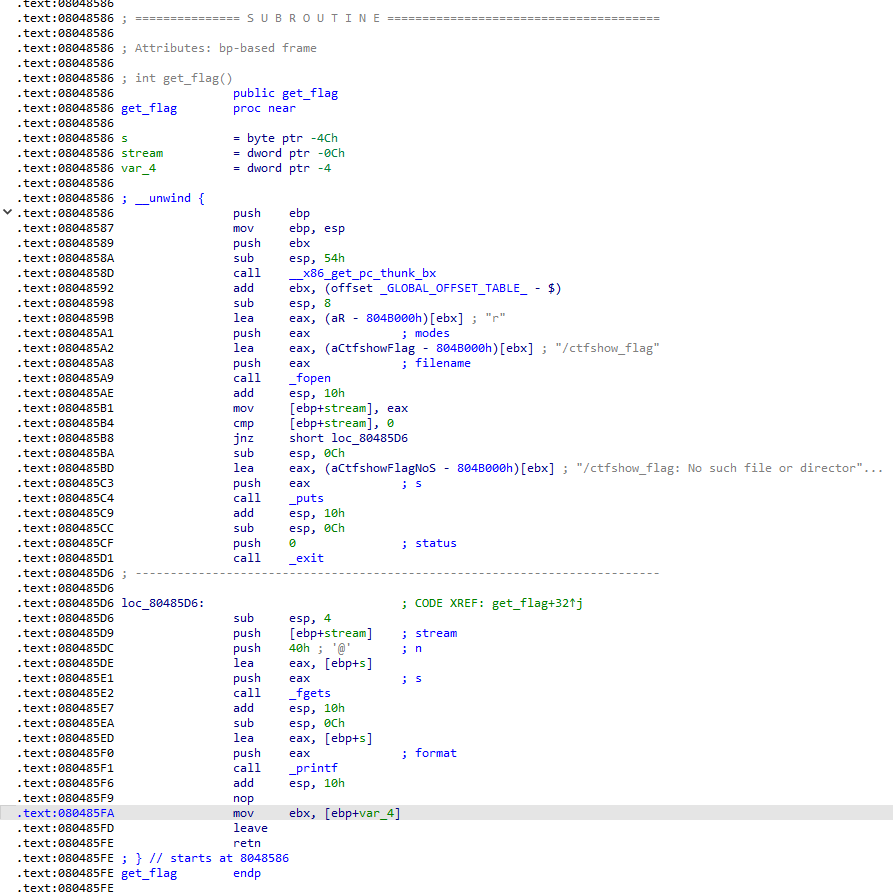 .text:08048586
.text:08048586 ; =============== S U B R O U T I N E =======================================
.text:08048586
.text:08048586 ; Attributes: bp-based frame
.text:08048586
.text:08048586 ; int get_flag()
.text:08048586 public get_flag
.text:08048586 get_flag proc near
.text:08048586
.text:08048586 s = byte ptr -4Ch
.text:08048586 stream = dword ptr -0Ch
.text:08048586 var_4 = dword ptr -4
.text:08048586
.text:08048586 ; __unwind {
.text:08048586 push ebp
.text:08048587 mov ebp, esp
.text:08048589 push ebx
.text:0804858A sub esp, 54h
.text:0804858D call __x86_get_pc_thunk_bx
.text:08048592 add ebx, (offset _GLOBAL_OFFSET_TABLE_ - $)
.text:08048598 sub esp, 8
.text:0804859B lea eax, (aR - 804B000h)[ebx] ; "r"
.text:080485A1 push eax ; modes
.text:080485A2 lea eax, (aCtfshowFlag - 804B000h)[ebx] ; "/ctfshow_flag"
.text:080485A8 push eax ; filename
.text:080485A9 call _fopen
.text:080485AE add esp, 10h
.text:080485B1 mov [ebp+stream], eax
.text:080485B4 cmp [ebp+stream], 0
.text:080485B8 jnz short loc_80485D6
.text:080485BA sub esp, 0Ch
.text:080485BD lea eax, (aCtfshowFlagNoS - 804B000h)[ebx] ; "/ctfshow_flag: No such file or director"...
.text:080485C3 push eax ; s
.text:080485C4 call _puts
.text:080485C9 add esp, 10h
.text:080485CC sub esp, 0Ch
.text:080485CF push 0 ; status
.text:080485D1 call _exit
.text:080485D6 ; ---------------------------------------------------------------------------
.text:080485D6
.text:080485D6 loc_80485D6: ; CODE XREF: get_flag+32↑j
.text:080485D6 sub esp, 4
.text:080485D9 push [ebp+stream] ; stream
.text:080485DC push 40h ; '@' ; n
.text:080485DE lea eax, [ebp+s]
.text:080485E1 push eax ; s
.text:080485E2 call _fgets
.text:080485E7 add esp, 10h
.text:080485EA sub esp, 0Ch
.text:080485ED lea eax, [ebp+s]
.text:080485F0 push eax ; format
.text:080485F1 call _printf
.text:080485F6 add esp, 10h
.text:080485F9 nop
.text:080485FA mov ebx, [ebp+var_4]
.text:080485FD leave
.text:080485FE retn
.text:080485FE ; } // starts at 8048586
.text:080485FE get_flag endp
.text:080485FE